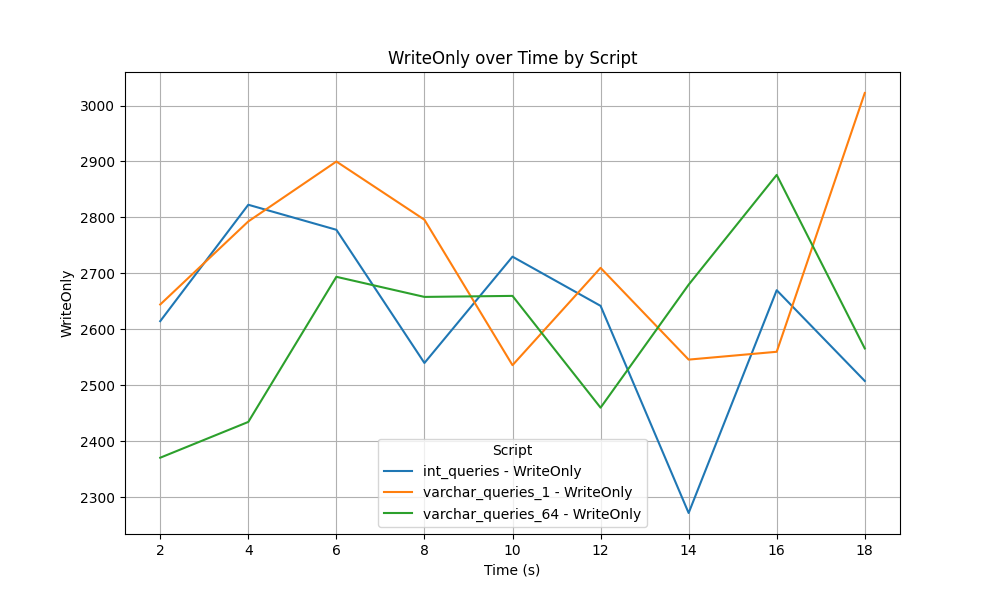 WriteOnly over Time by Script
WriteOnly
3000
2900
2800
2700
2600
2500
2400
2300
Script
int_queries - WriteOnly
varchar_queries_1 - WriteOnly
varchar_queries_64 - WriteOnly
2 4 6 8 10 12 14 16 18
Time (s)